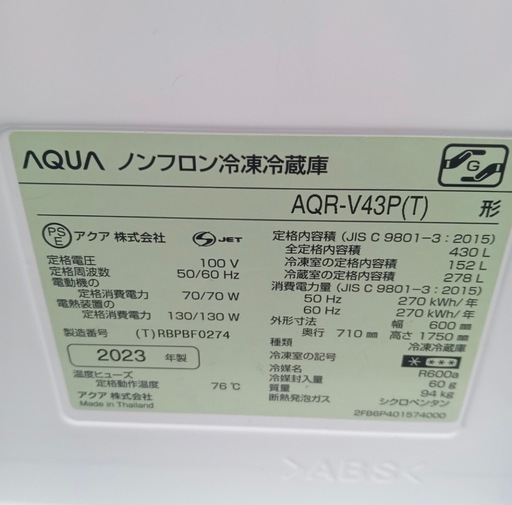 AQUA ノンフロン冷凍冷蔵庫
G
AQR-V43P(T) 形
PSE アクア 株式会社 S JET
定格電圧 100 V
定格周波数 50/60 Hz
電動機の
定格消費電力 70/70 W
電熱装置の
定格消費電力 130/130 W
製造番号 (T)RBPBF0274
2023 年製
温度ヒューズ
定格動作温度 76℃
アクア 株式会社
Made in Thailand
定格内容積 (JIS C 9801-3：2015)
全定格内容積 430 L
冷凍室の定格内容積 152 L
冷蔵室の定格内容積 278 L
消費電力量 (JIS C 9801-3：2015)
50 Hz 270 kWh/年
60 Hz 270 kWh/年
外形寸法 幅 600 mm
奥行 710 mm 高さ 1750 mm
種類 冷凍冷蔵庫
冷凍室の記号 * ***
冷媒名 R600a
冷媒封入量 60 g
質量 94 kg
断熱発泡ガス シクロペンタン
2FB6P401574000
>ABS<